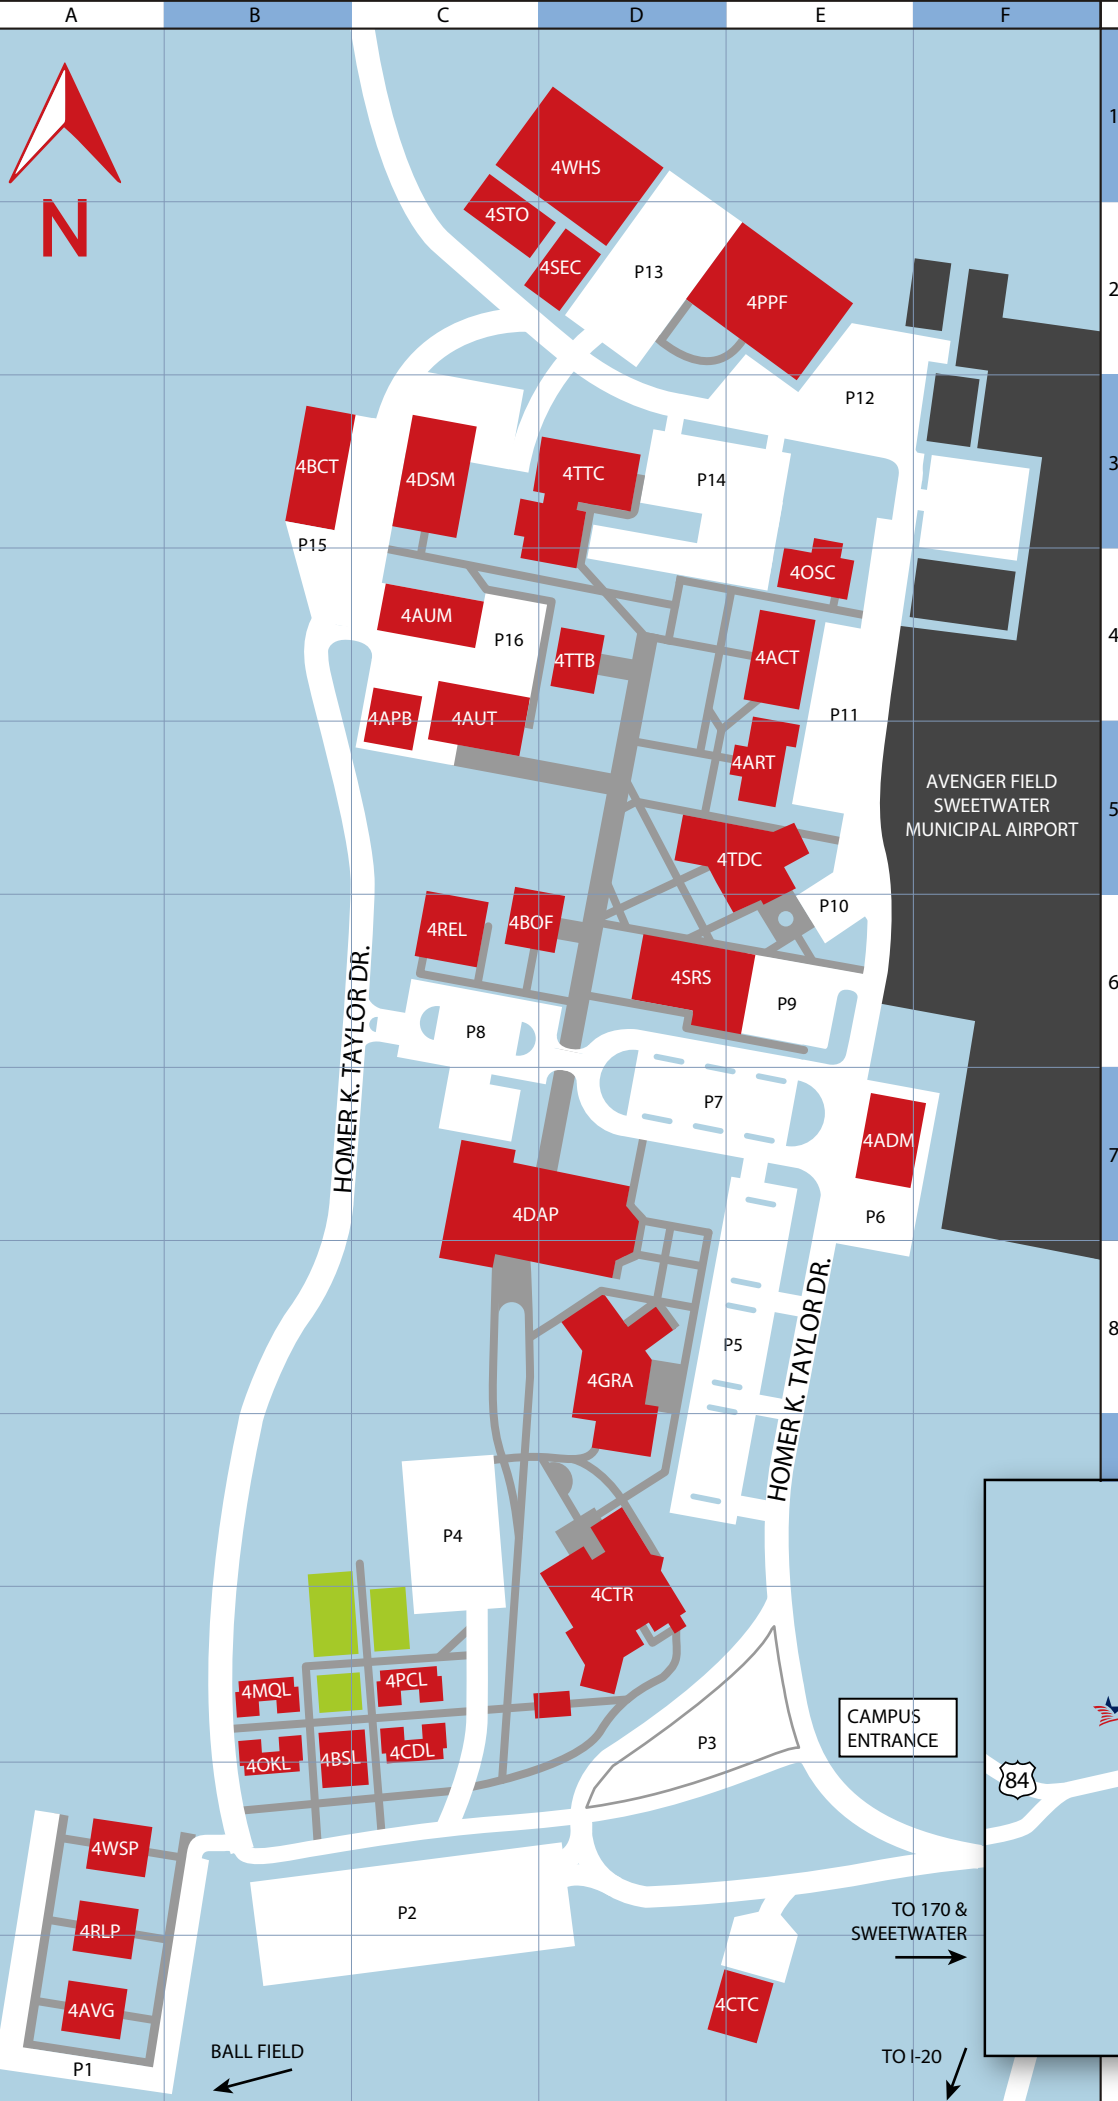 A B C D E F
1
N
4WHS
4STO
4SEC
P13
2
4PPF
P12
4BCT
4DSM
4TTC
P14
3
P15
4OSC
4AUM
P16
4TTB
4ACT
4
4APB
4AUT
P11
4ART
AVENGER FIELD
SWEETWATER
MUNICIPAL AIRPORT
5
4TDC
P10
4REL
4BOF
4SRS
6
P9
P8
HOMER K. TAYLOR DR.
P7
4ADM
7
4DAP
P6
HOMER K. TAYLOR DR.
8
P5
4GRA
P4
4CTR
4MQL
4PCL
4OKL
4BSL
4CDL
P3
CAMPUS
ENTRANCE
84
4WSP
P2
TO 170 &
SWEETWATER
4RLP
4AVG
4CTC
P1
BALL FIELD
TO I-20